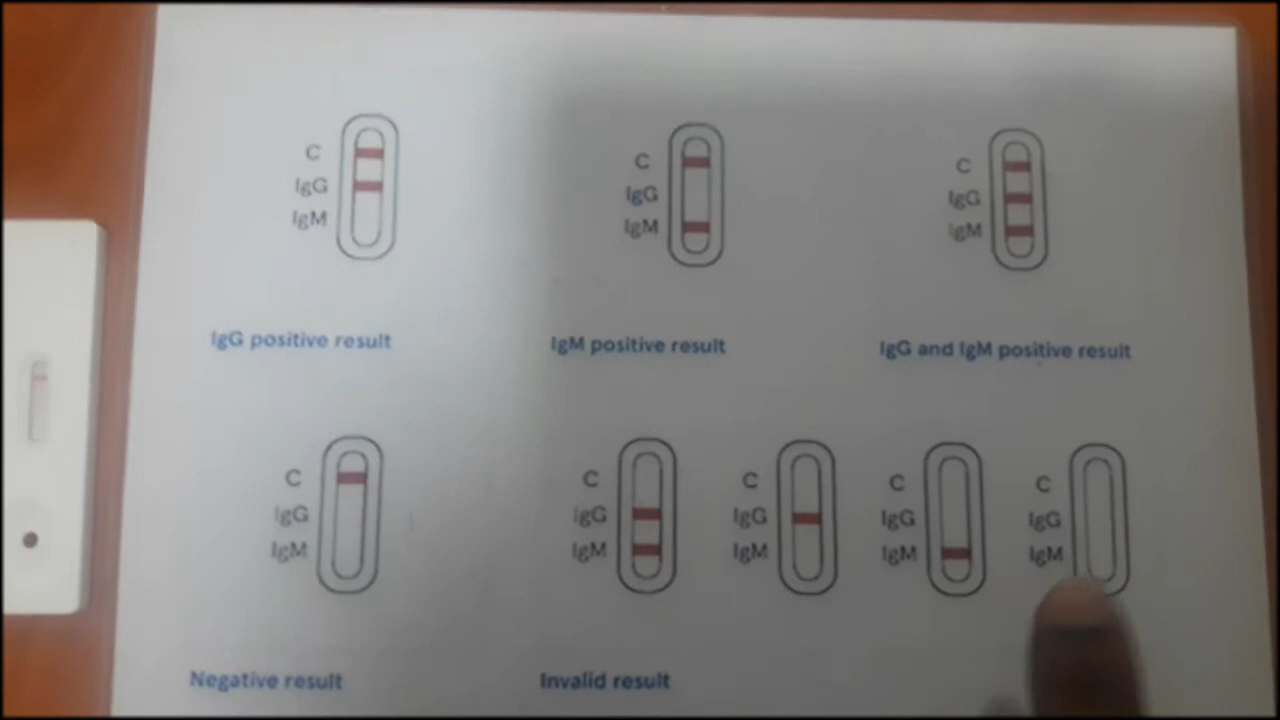 C
IgG
IgM
C
IgG
IgM
C
IgG
IgM
IgG positive result
IgM positive result
IgG and IgM positive result
C
IgG
IgM
C
IgG
IgM
C
IgG
IgM
C
IgG
IgM
C
IgG
IgM
Negative result
Invalid result